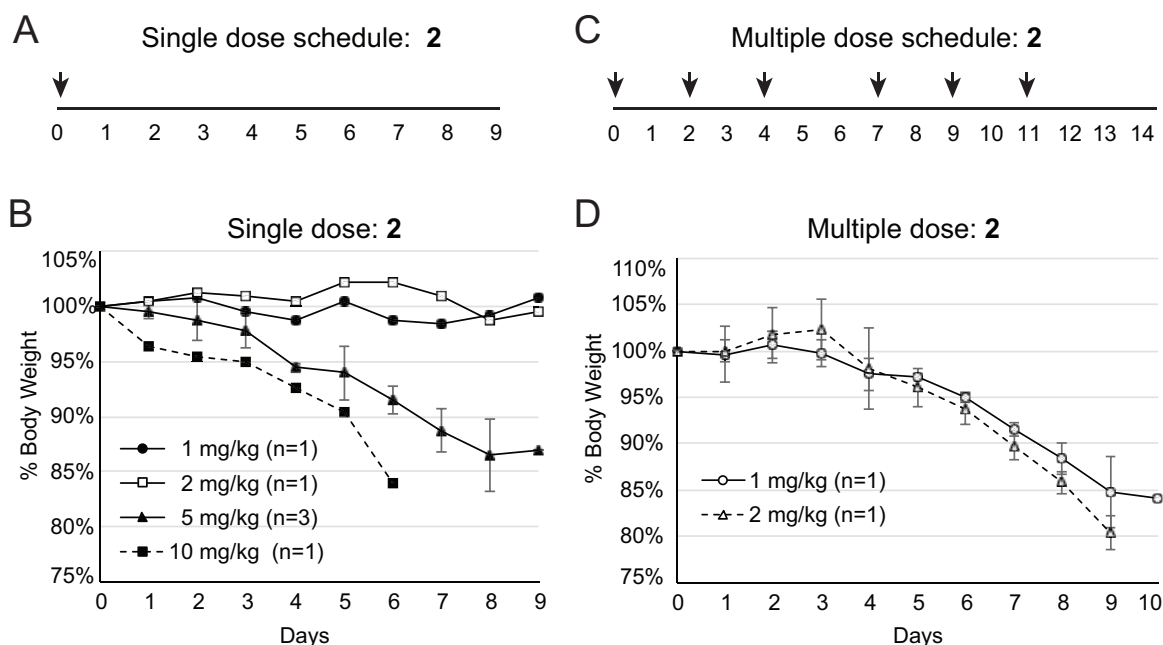 A
Single dose schedule: 2
0 1 2 3 4 5 6 7 8 9
C
Multiple dose schedule: 2
0 1 2 3 4 5 6 7 8 9 10 11 12 13 14
B
Single dose: 2
% Body Weight
105%
100%
95%
90%
85%
80%
75%
1 mg/kg (n=1)
2 mg/kg (n=1)
5 mg/kg (n=3)
10 mg/kg (n=1)
0 1 2 3 4 5 6 7 8 9
Days
D
Multiple dose: 2
% Body Weight
110%
105%
100%
95%
90%
85%
80%
75%
1 mg/kg (n=1)
2 mg/kg (n=1)
0 1 2 3 4 5 6 7 8 9 10
Days